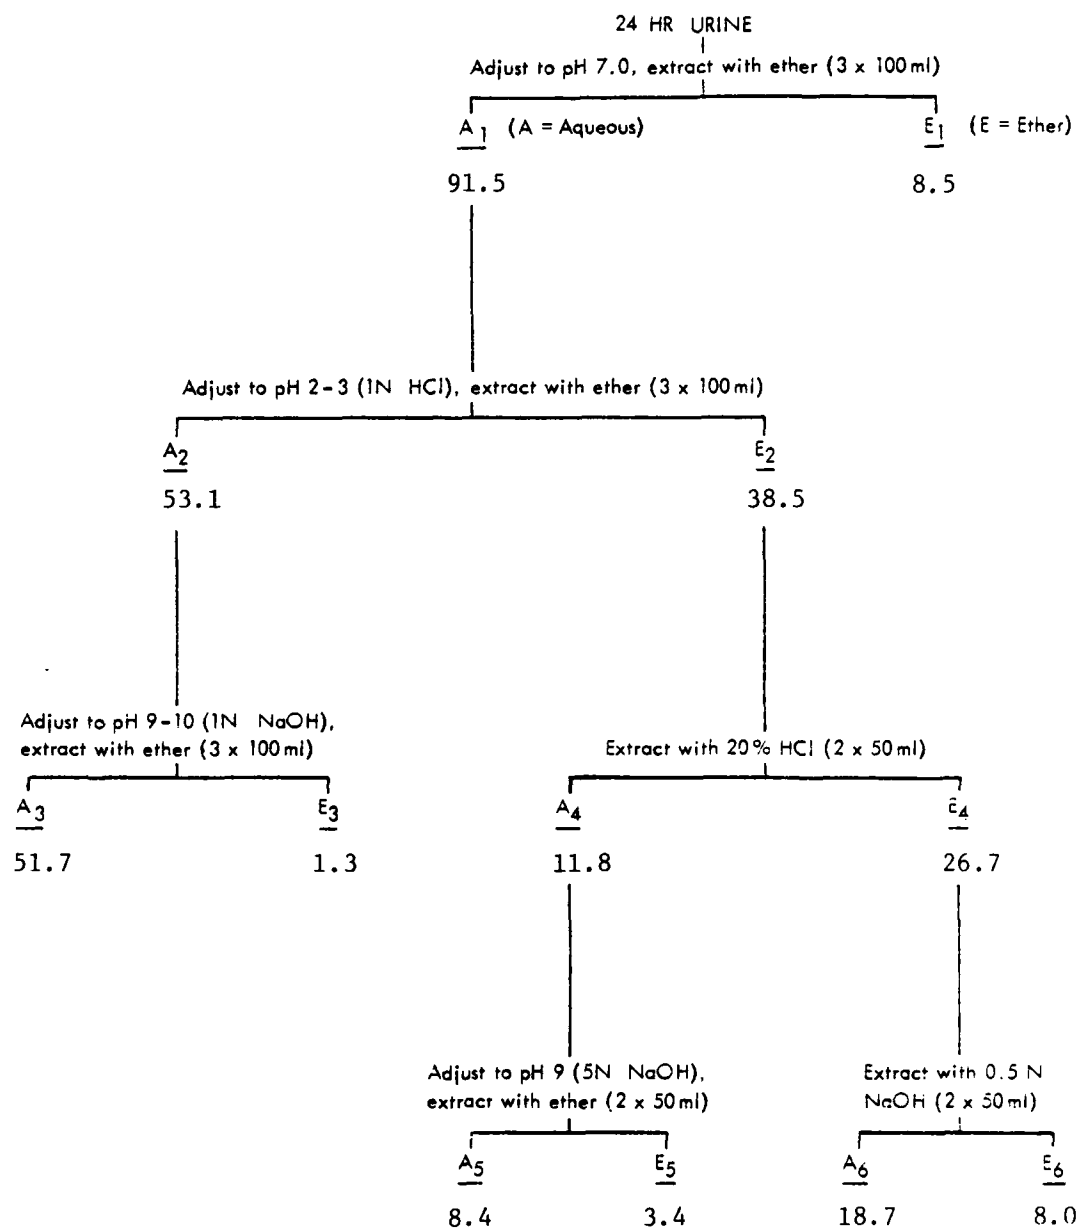 24 HR URINE
Adjust to pH 7.0, extract with ether (3 x 100 ml)
A1 (A = Aqueous) E1 (E = Ether)
91.5 8.5
Adjust to pH 2-3 (1N HCl), extract with ether (3 x 100 ml)
A2 E2
53.1 38.5
Adjust to pH 9-10 (1N NaOH),
extract with ether (3 x 100 ml)
Extract with 20% HCl (2 x 50 ml)
A3 E3 A4 E4
51.7 1.3 11.8 26.7
Adjust to pH 9 (5N NaOH),
extract with ether (2 x 50 ml)
Extract with 0.5 N
NaOH (2 x 50 ml)
A5 E5 A6 E6
8.4 3.4 18.7 8.0